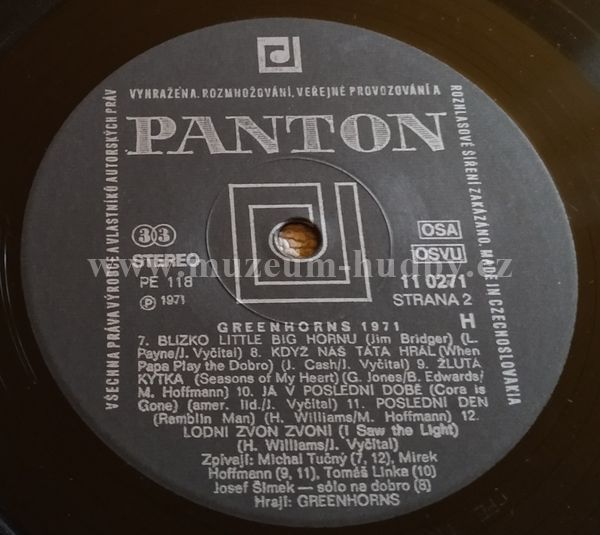 VYHRAŽENA. ROZMNOŽOVÁNÍ, VEŘEJNÉ PROVOZOVÁNÍ A
ROZHLASOVÉ ŠÍŘENÍ ZAKÁZÁNO. MADE IN CZECHOSLOVAKIA
VŠECHNA PRÁVA VÝROBCE A VLASTNÍKŮ AUTORSKÝCH PRÁV
PANTON
33
STEREO
PE 118
Ⓟ 1971
OSA
OSVU
11 0271
STRANA 2
H
www.muzeum-hudby.cz
GREENHORNS 1971
7. BLÍZKO LITTLE BIG HORNU (Jim Bridger) (L.
Payne/J. Vyčítal) 8. KDYŽ NÁŠ TÁTA HRÁL (When
Papa Play the Dobro) (J. Cash/J. Vyčítal) 9. ŽLUTÁ
KYTKA (Seasons of My Heart) (G. Jones/B. Edwards/
M. Hoffmann) 10. JÁ V POSLEDNÍ DOBĚ (Cora is
Gone) (amer. lid./J. Vyčítal) 11. POSLEDNÍ DEN
(Ramblin Man) (H. Williams/M. Hoffmann) 12.
LODNÍ ZVON ZVONÍ (I Saw the Light)
(H. Williams/J. Vyčítal)
Zpívají: Michal Tučný (7, 12), Mirek
Hoffmann (9, 11), Tomáš Linka (10)
Josef Šimek — sólo na dobro (8)
Hrají: GREENHORNS